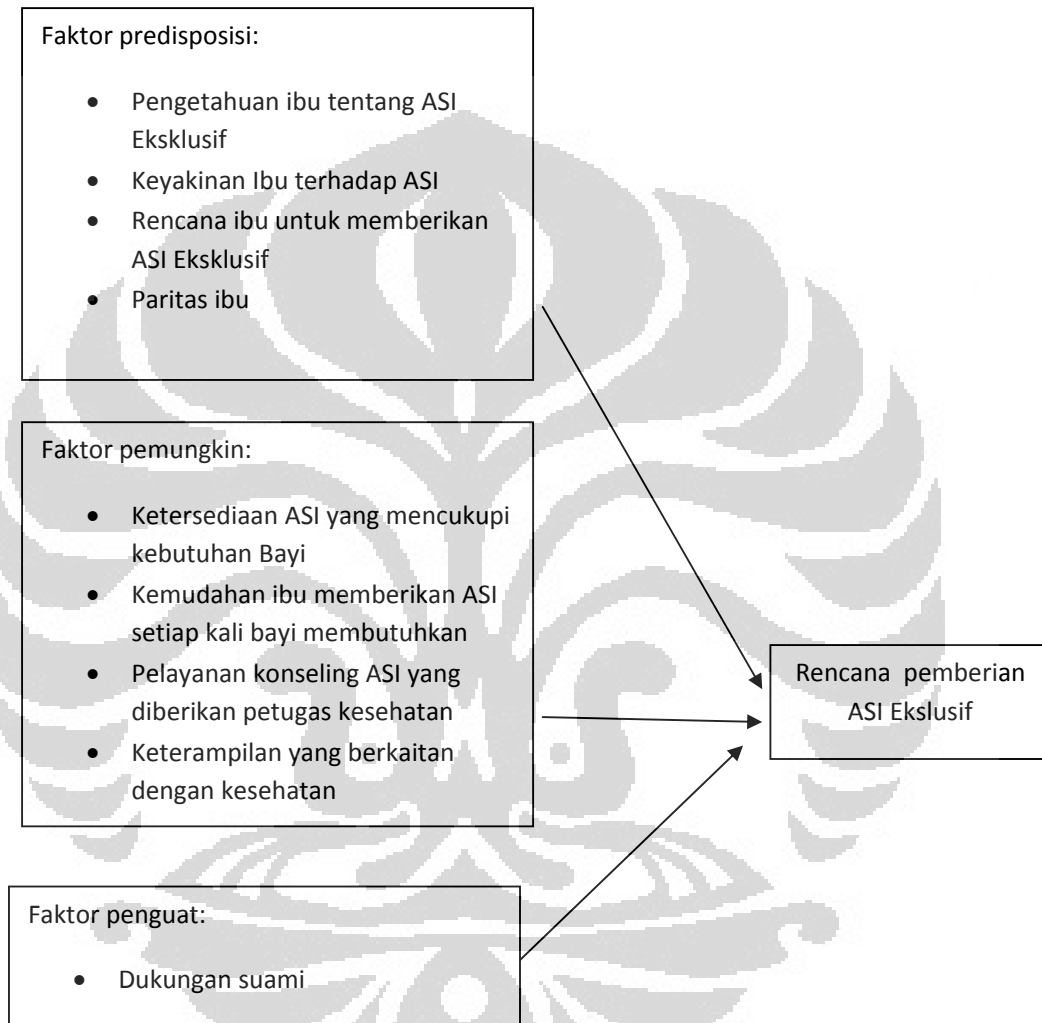 Faktor predisposisi:
• Pengetahuan ibu tentang ASI
Eksklusif
• Keyakinan Ibu terhadap ASI
• Rencana ibu untuk memberikan
ASI Eksklusif
• Paritas ibu
Faktor pemungkin:
• Ketersediaan ASI yang mencukupi
kebutuhan Bayi
• Kemudahan ibu memberikan ASI
setiap kali bayi membutuhkan
• Pelayanan konseling ASI yang
diberikan petugas kesehatan
• Keterampilan yang berkaitan
dengan kesehatan
Rencana pemberian
ASI Ekslusif
Faktor penguat:
• Dukungan suami